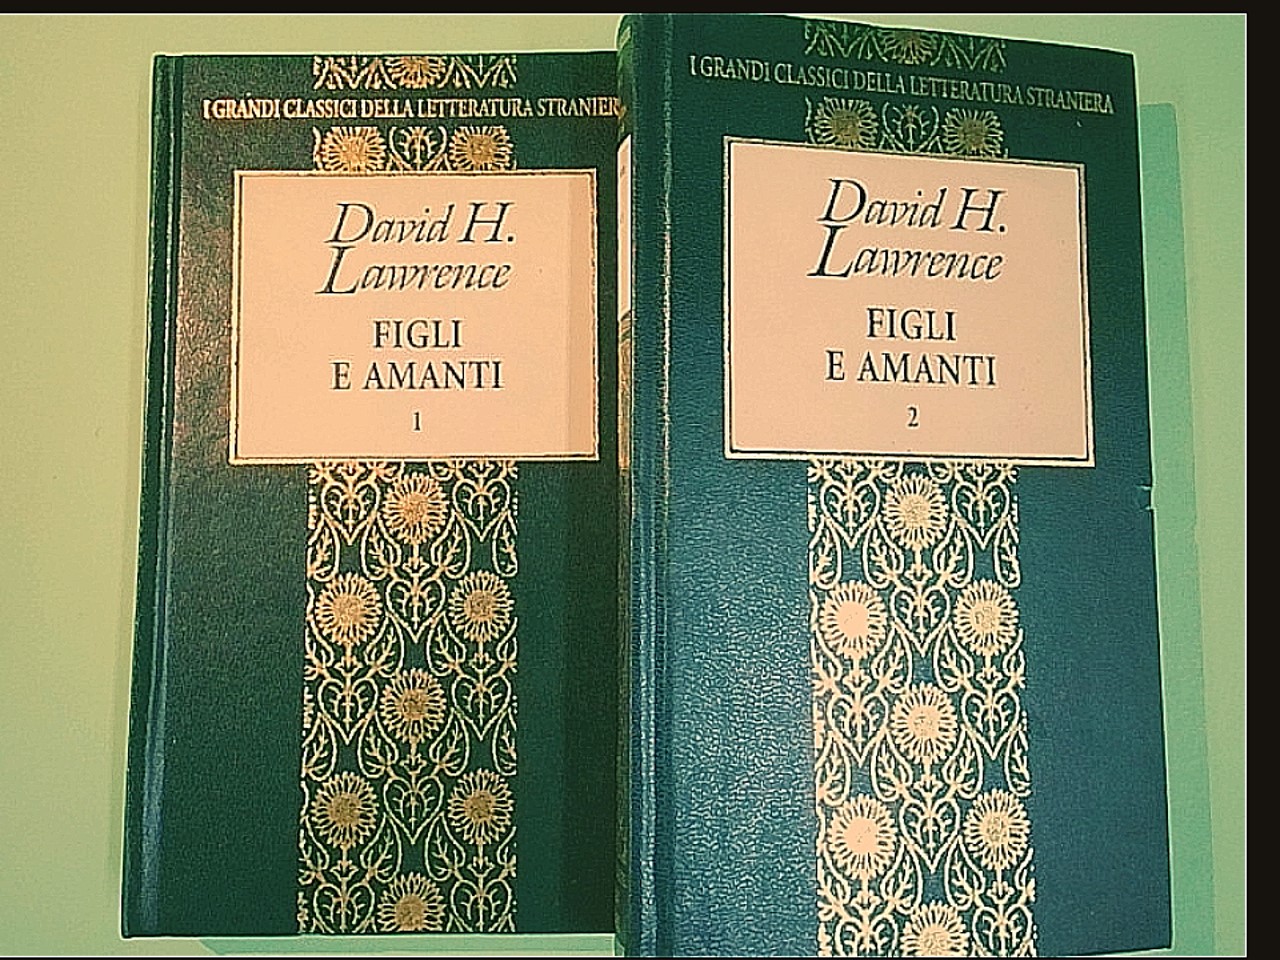 I GRANDI CLASSICI DELLA LETTERATURA STRANIER
David H.
Lawrence
FIGLI
E AMANTI
1
I GRANDI CLASSICI DELLA LETTERATURA STRANIERA
David H.
Lawrence
FIGLI
E AMANTI
2